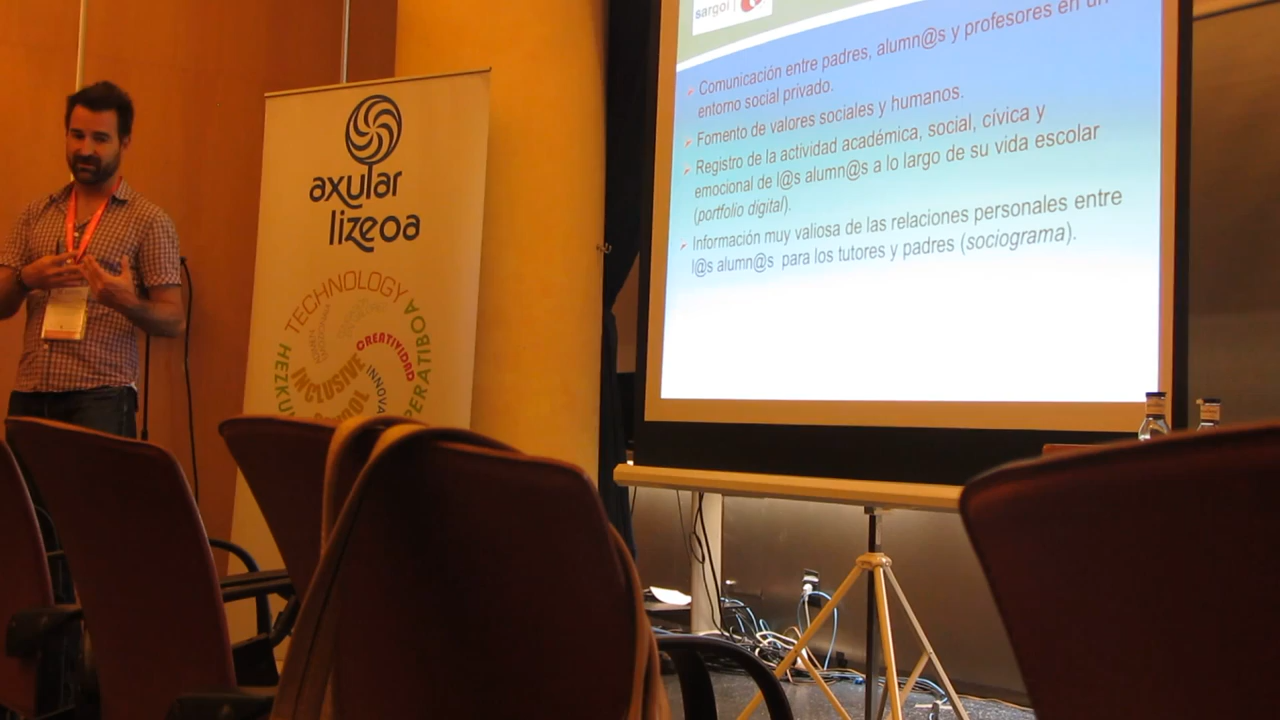 axular
lizeoa
TECHNOLOGY
CREATIVIDAD
INCLUSIVE
INNOVA
HEZKU
PERATIBOA
sargoi
Comunicación entre padres, alumn@s y profesores en un
entorno social privado.
Fomento de valores sociales y humanos.
Registro de la actividad académica, social, cívica y
emocional de l@s alumn@s a lo largo de su vida escolar
(portfolio digital).
Información muy valiosa de las relaciones personales entre
l@s alumn@s para los tutores y padres (sociograma).